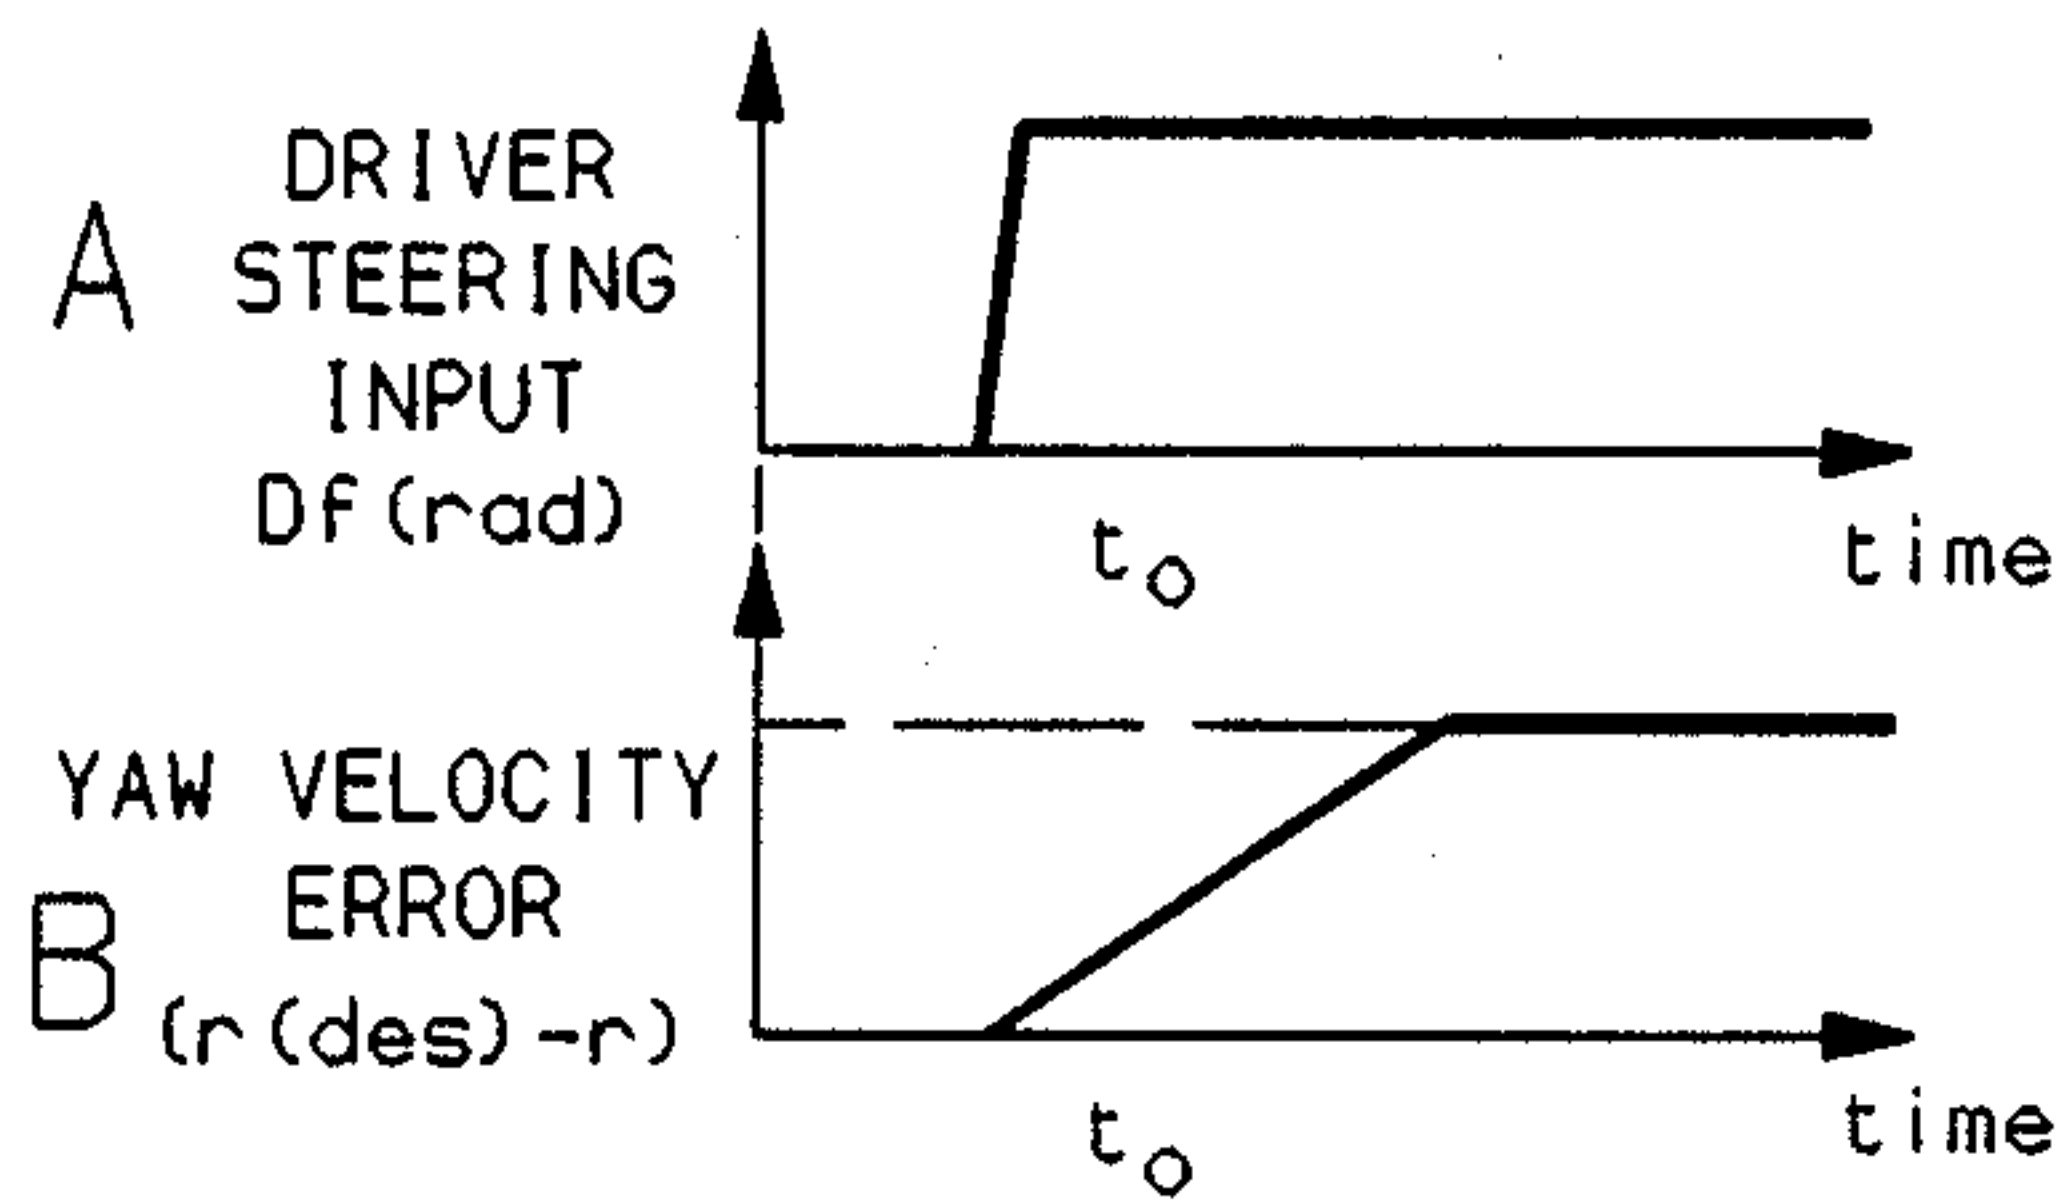 A
DRIVER
STEERING
INPUT
Df(rad)
to
time
YAW VELOCITY
ERROR
B
(r(des)-r)
to
time